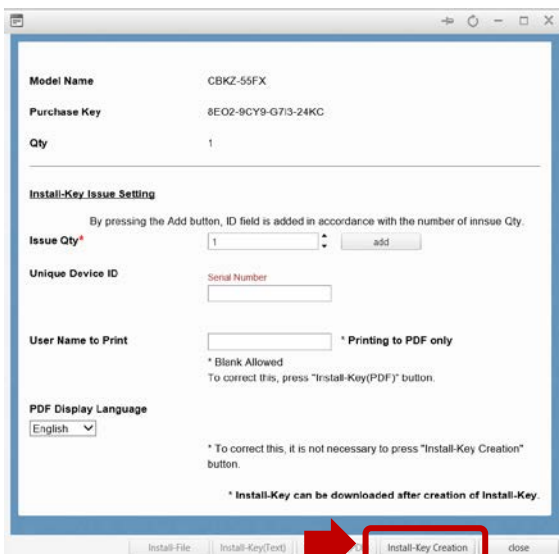 Model Name CBKZ-55FX
Purchase Key 8EO2-9CY9-G7I3-24KC
Qty 1
Install-Key Issue Setting
By pressing the Add button, ID field is added in accordance with the number of innsue Qty.
Issue Qty* 1 add
Unique Device ID Serial Number
User Name to Print * Printing to PDF only
* Blank Allowed
To correct this, press "Install-Key(PDF)" button.
PDF Display Language
English
* To correct this, it is not necessary to press "Install-Key Creation"
button.
* Install-Key can be downloaded after creation of Install-Key.
Install-File Install-Key(Text) Install-Key Creation close